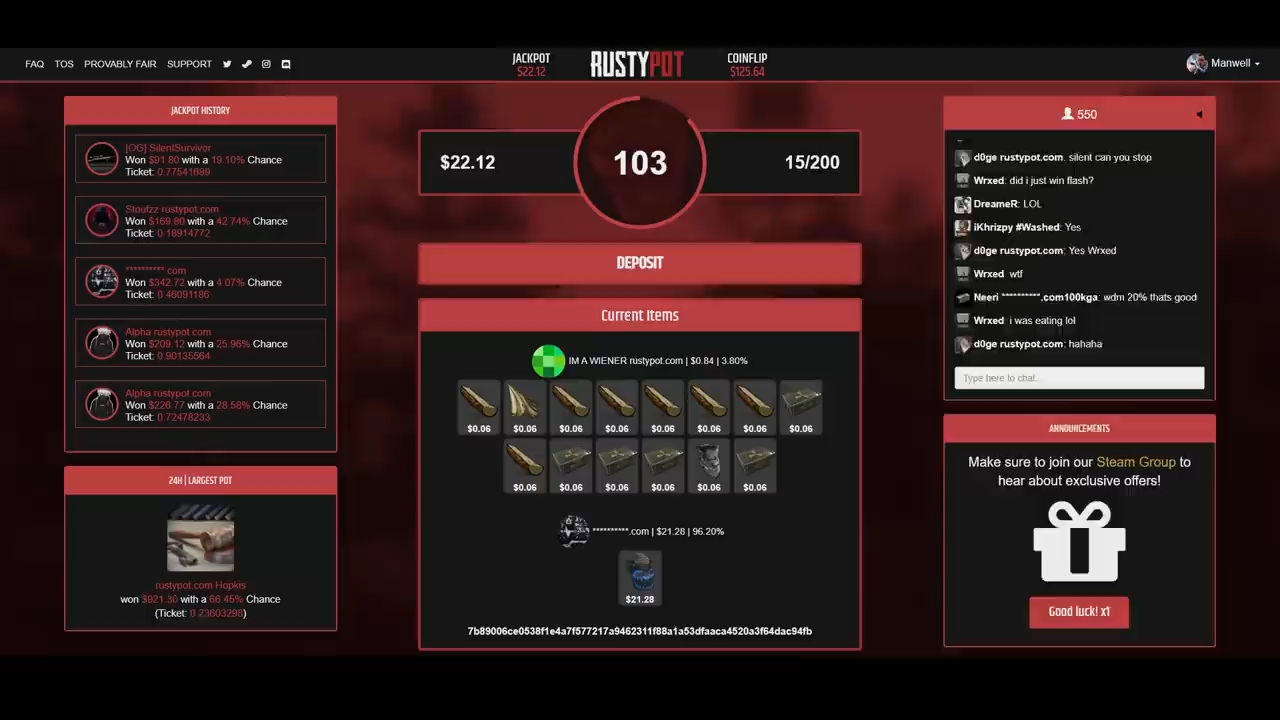 FAQ TOS PROVABLY FAIR SUPPORT
JACKPOT
$22.12
RUSTYPOT
COINFLIP
$125.64
Manwell
JACKPOT HISTORY
[OG] SilentSurvivor
Won $91.80 with a 19.10% Chance
Ticket: 0.77541689
Stoufzz rustypot.com
Won $169.80 with a 42.74% Chance
Ticket: 0.18914772
********** com
Won $342.72 with a 4.07% Chance
Ticket: 0.46091186
Alpha rustypot.com
Won $209.12 with a 25.96% Chance
Ticket: 0.90135564
Alpha rustypot.com
Won $226.77 with a 28.58% Chance
Ticket: 0.72478233
24H | LARGEST POT
rustypot.com Hopkis
won $921.30 with a 66.45% Chance
(Ticket: 0.23603298)
$22.12
103
15/200
DEPOSIT
Current Items
IM A WIENER rustypot.com | $0.84 | 3.80%
$0.06 $0.06 $0.06 $0.06 $0.06 $0.06 $0.06 $0.06
$0.06 $0.06 $0.06 $0.06 $0.06 $0.06
**********.com | $21.28 | 96.20%
$21.28
7b89006ce0538f1e4a7f577217a9462311f88a1a53dfaaca4520a3f64dac94fb
550
d0ge rustypot.com: silent can you stop
Wrxed: did i just win flash?
DreameR: LOL
iKhrizpy #Washed: Yes
d0ge rustypot.com: Yes Wrxed
Wrxed: wtf
Neeri **********.com100kga: wdm 20% thats good
Wrxed: i was eating lol
d0ge rustypot.com: hahaha
Type here to chat...
ANNOUNCEMENTS
Make sure to join our Steam Group to
hear about exclusive offers!
Good luck! x1